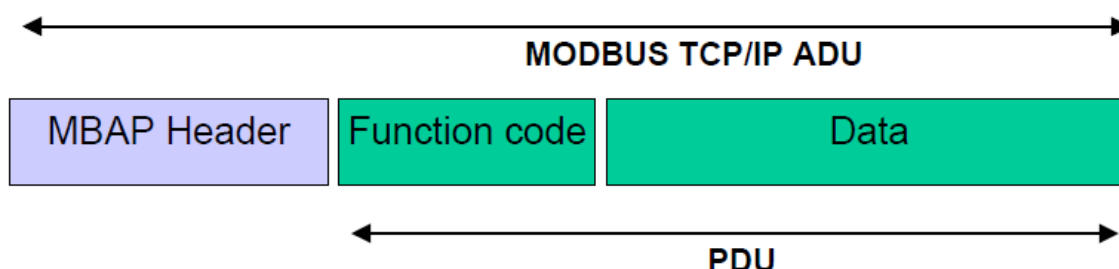 MODBUS TCP/IP ADU
MBAP Header Function code Data
PDU